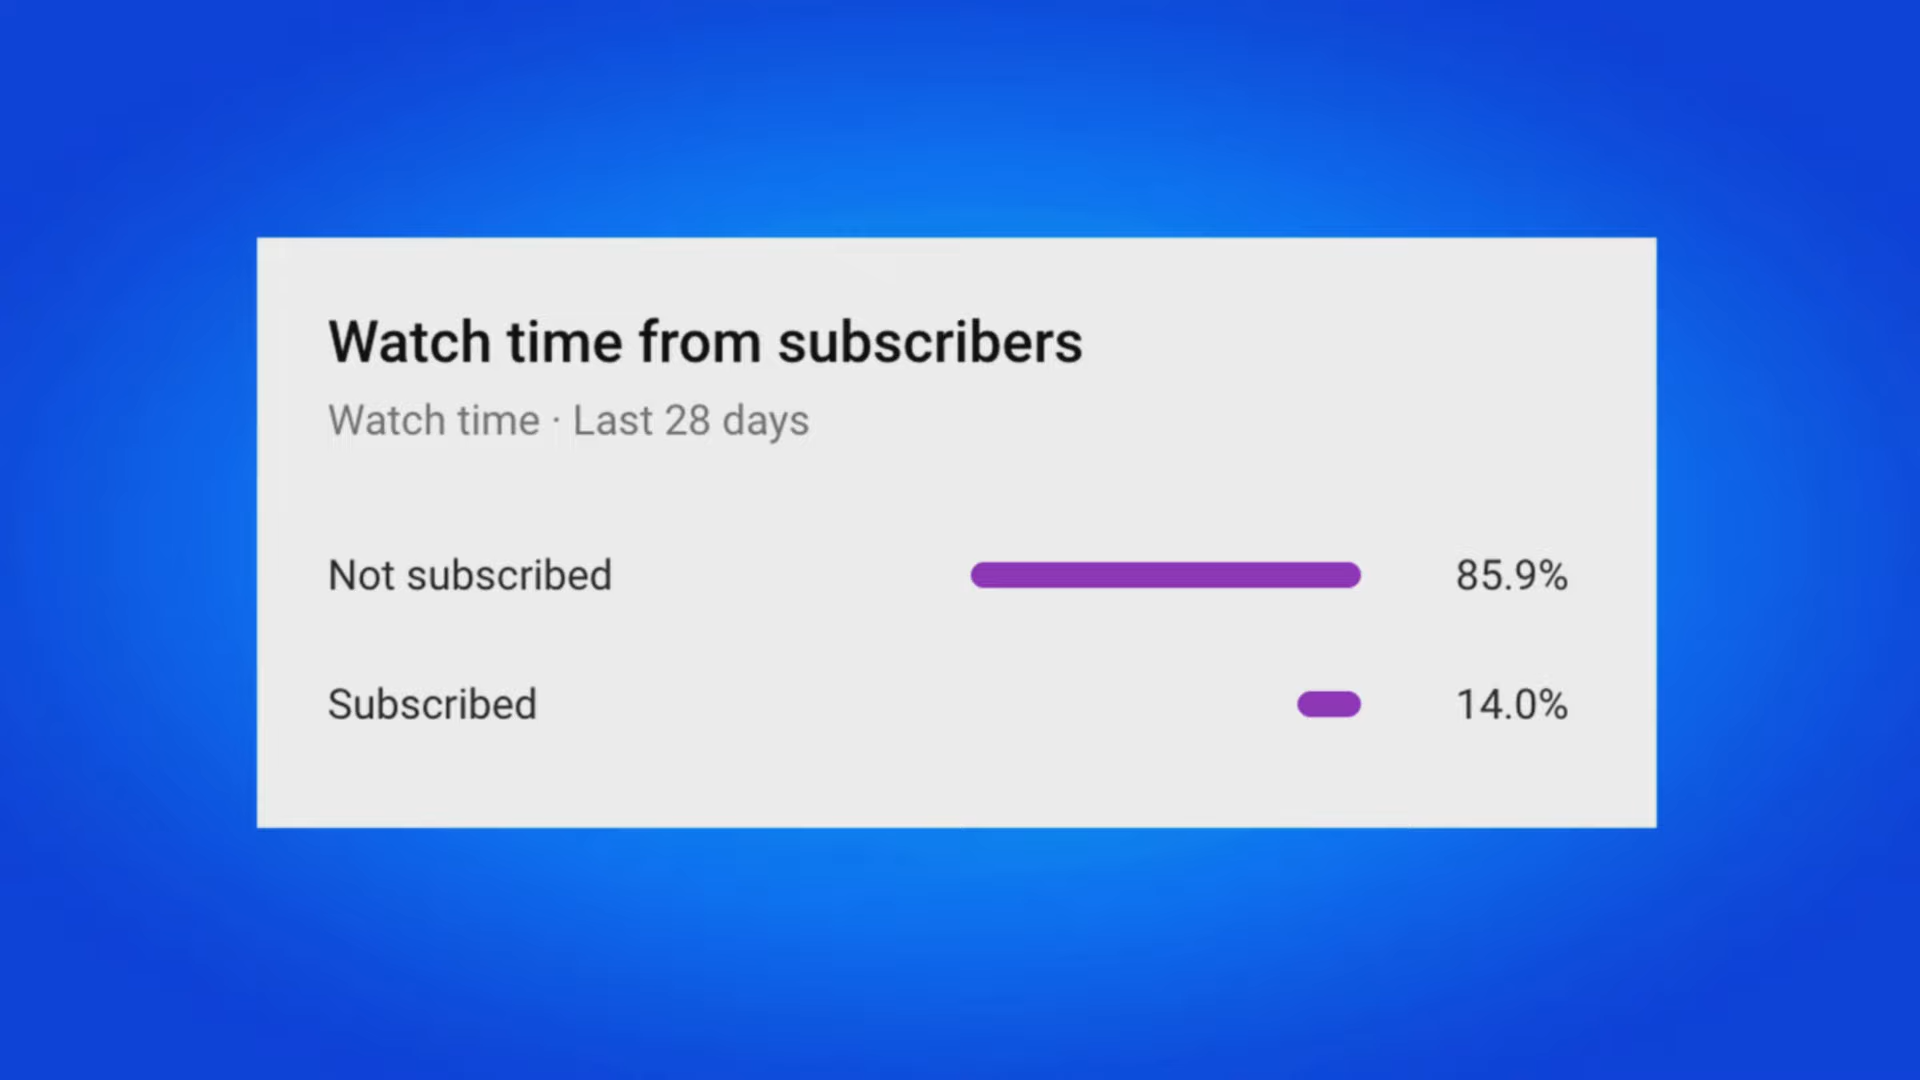 Watch time from subscribers
Watch time · Last 28 days
Not subscribed 85.9%
Subscribed 14.0%